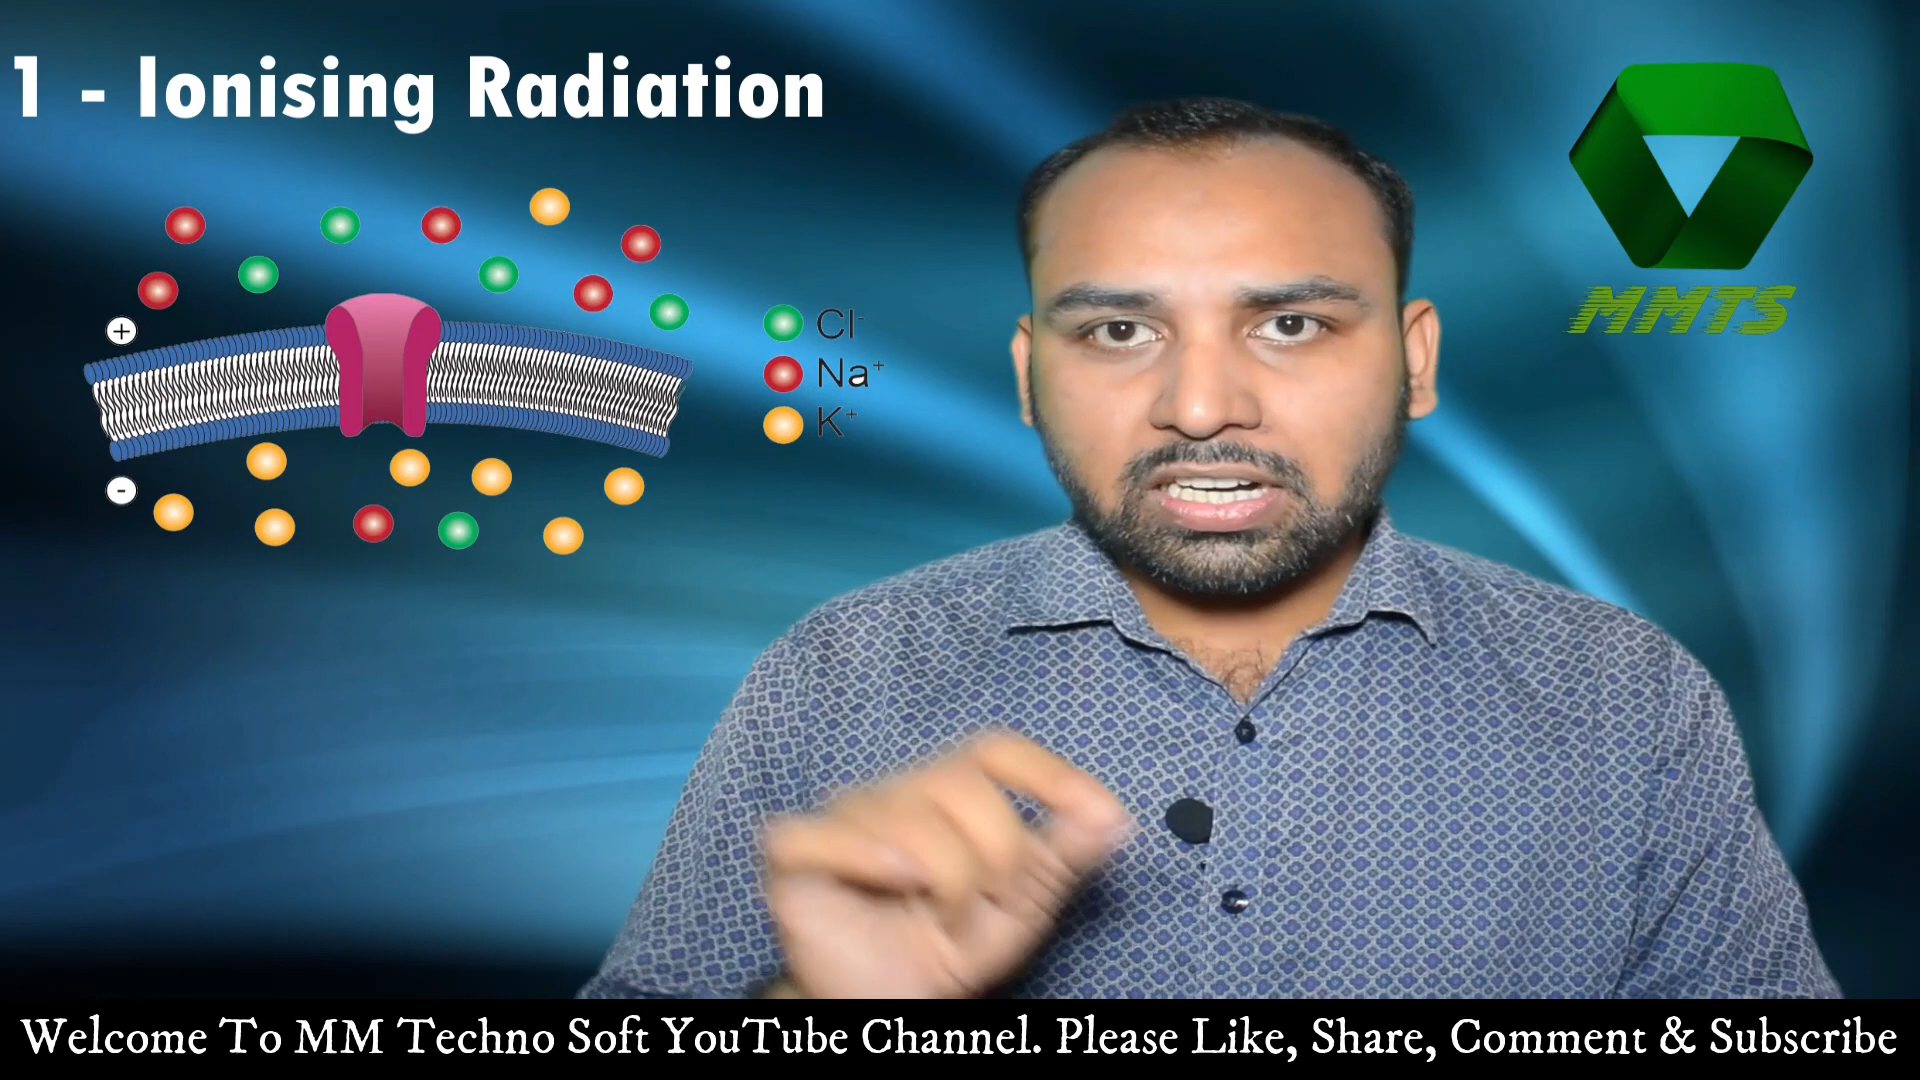 1 - Ionising Radiation
MMTS
+
Cl-
Na+
K+
-
Welcome To MM Techno Soft YouTube Channel. Please Like, Share, Comment & Subscribe